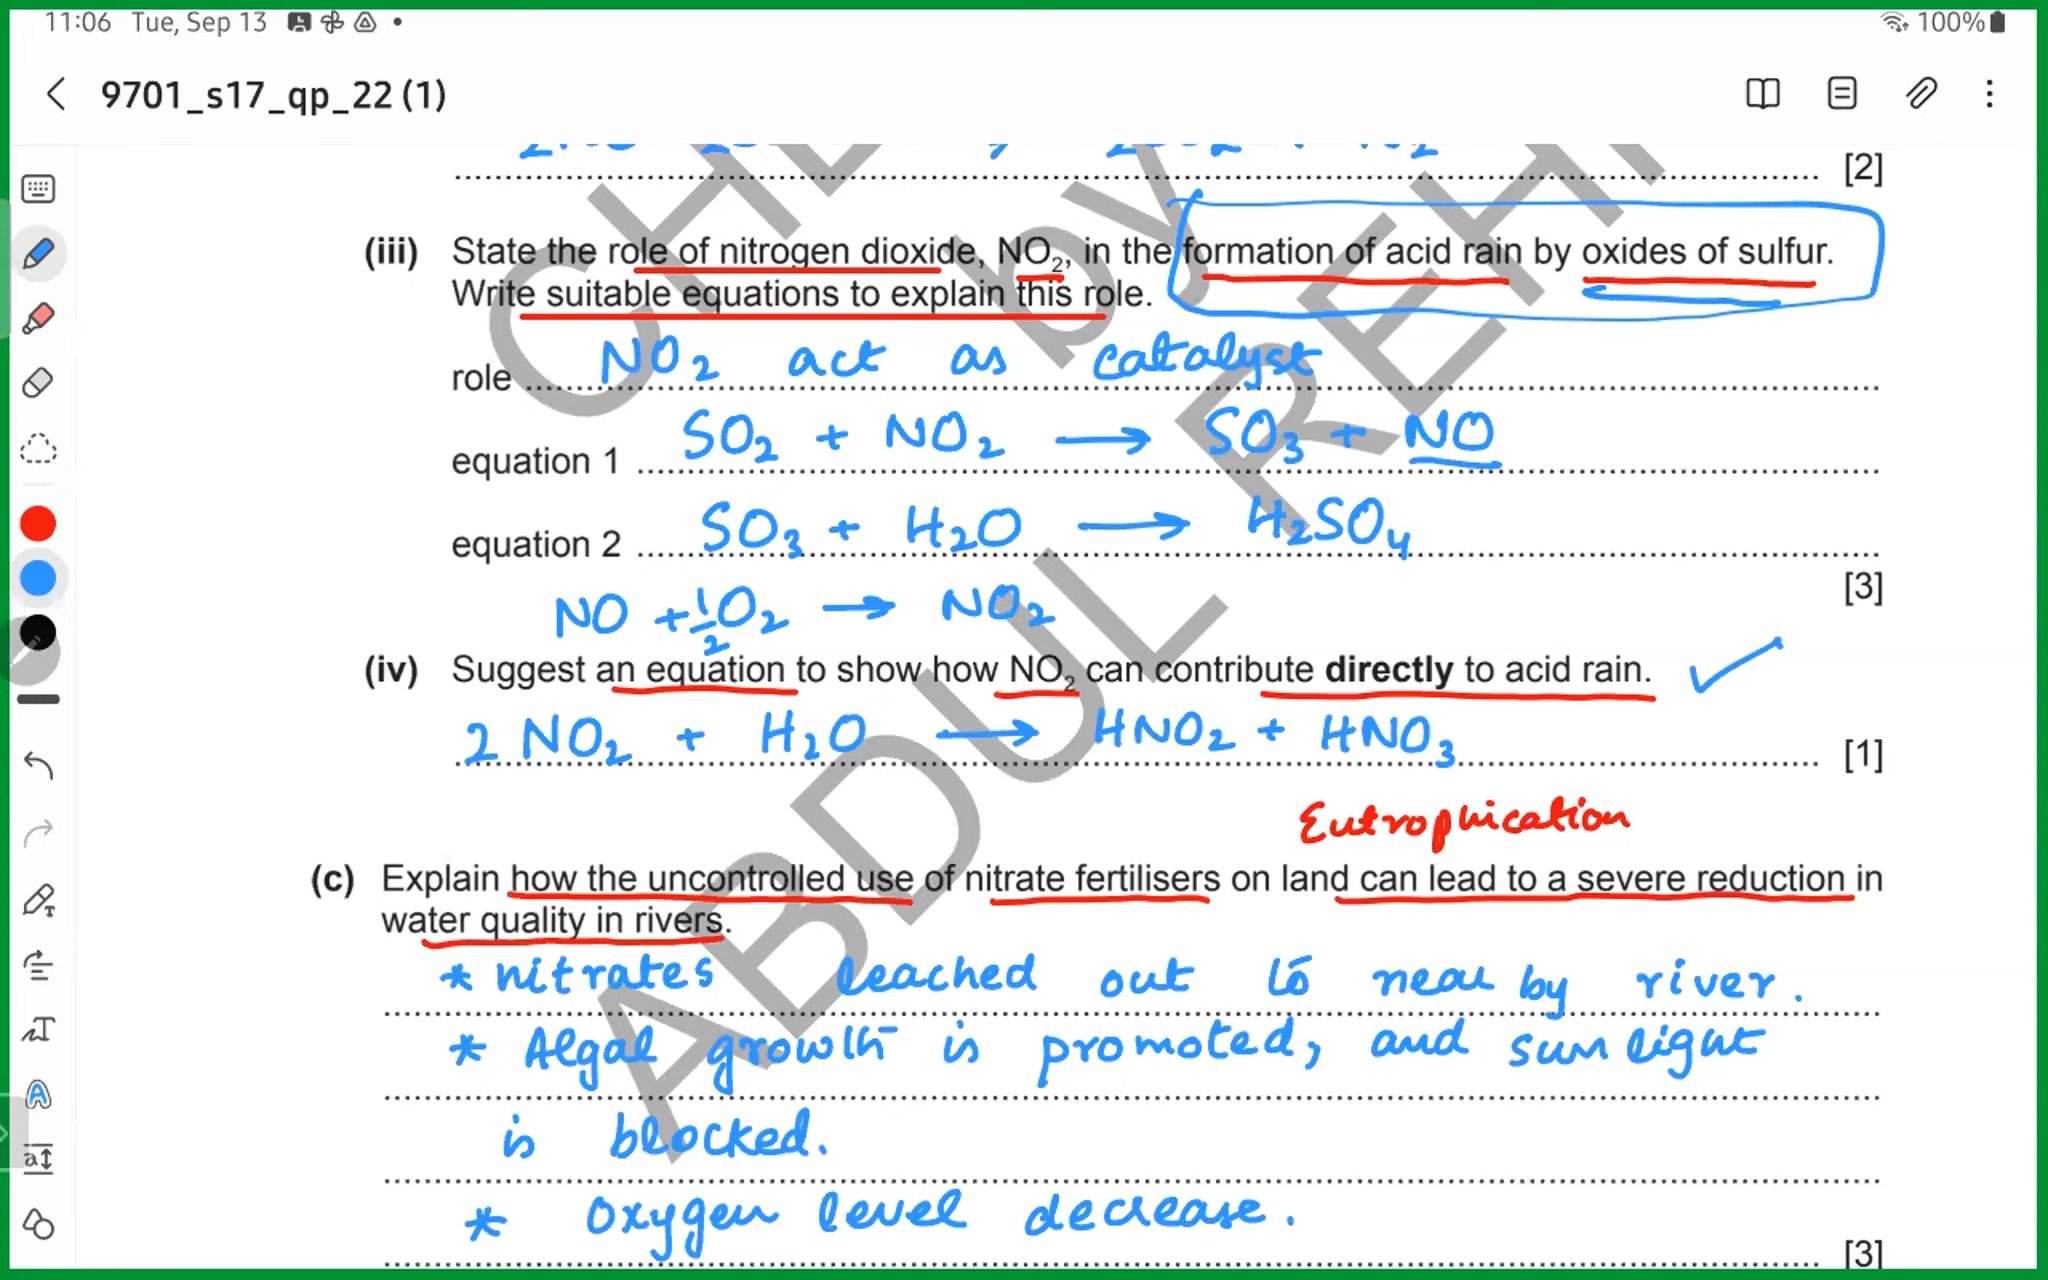 11:06 Tue, Sep 13 100%
9701_s17_qp_22 (1)
[2]
(iii) State the role of nitrogen dioxide, NO₂, in the formation of acid rain by oxides of sulfur.
Write suitable equations to explain this role.
role NO₂ act as catalyst
equation 1 SO₂ + NO₂ → SO₃ + NO
equation 2 SO₃ + H₂O → H₂SO₄
[3]
NO + ½O₂ → NO₂
(iv) Suggest an equation to show how NO₂ can contribute directly to acid rain.
2 NO₂ + H₂O → HNO₂ + HNO₃ [1]
Eutrophication
(c) Explain how the uncontrolled use of nitrate fertilisers on land can lead to a severe reduction in
water quality in rivers.
* nitrates leached out to near by river.
* Algal growth is promoted, and sunlight
is blocked.
* Oxygen level decrease.
[3]
by
ABDUL REH